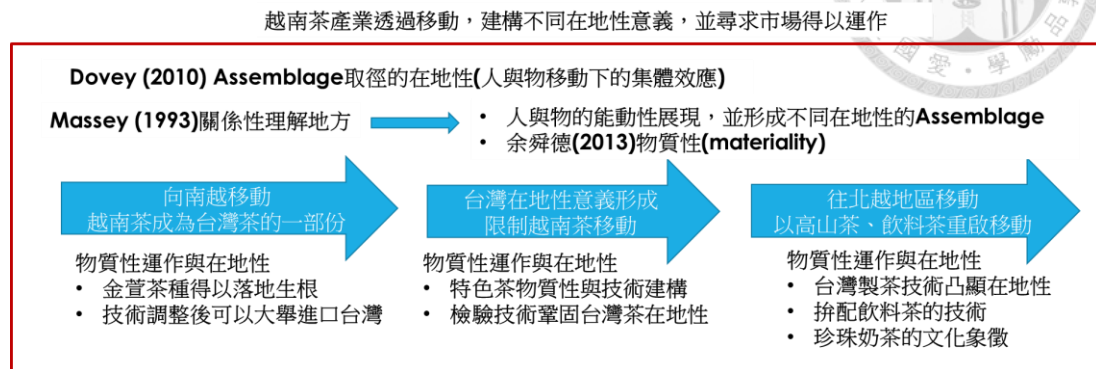 越南茶產業透過移動，建構不同在地性意義，並尋求市場得以運作
Dovey (2010) Assemblage取徑的在地性(人與物移動下的集體效應)
Massey (1993)關係性理解地方
• 人與物的能動性展現，並形成不同在地性的Assemblage
• 余舜德(2013)物質性(materiality)
向南越移動
越南茶成為台灣茶的一部份
台灣在地性意義形成
限制越南茶移動
往北越地區移動
以高山茶、飲料茶重啟移動
物質性運作與在地性
• 金萱茶種得以落地生根
• 技術調整後可以大舉進口台灣
物質性運作與在地性
• 特色茶物質性與技術建構
• 檢驗技術鞏固台灣茶在地性
物質性運作與在地性
• 台灣製茶技術凸顯在地性
• 拚配飲料茶的技術
• 珍珠奶茶的文化象徵
國愛．學勵品